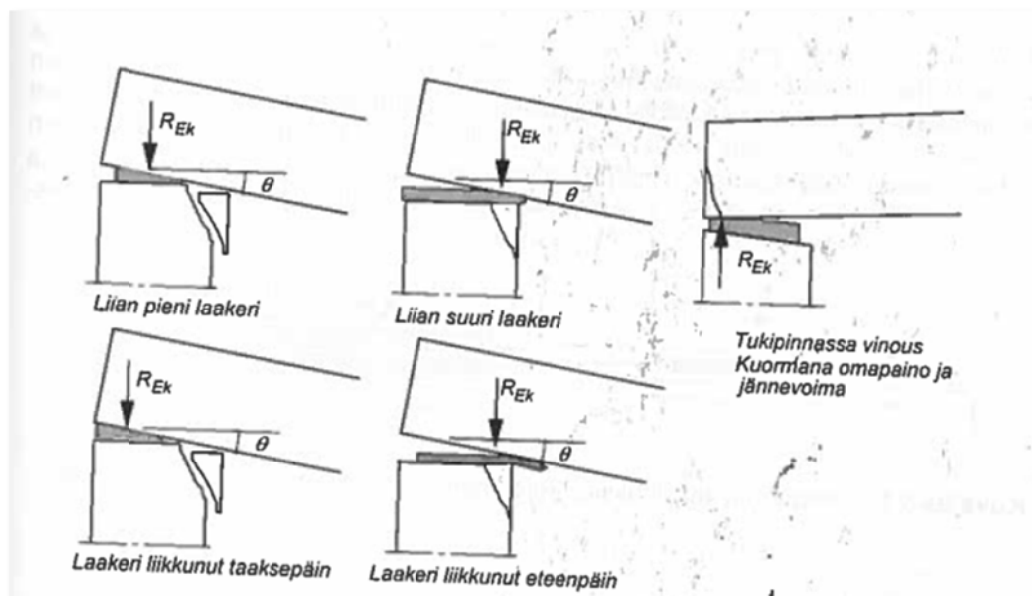 R_Ek
θ
Liian pieni laakeri
R_Ek
θ
Liian suuri laakeri
R_Ek
Tukipinnassa vinous
Kuormana omapaino ja
jännevoima
R_Ek
θ
Laakeri liikkunut taaksepäin
R_Ek
θ
Laakeri liikkunut eteenpäin